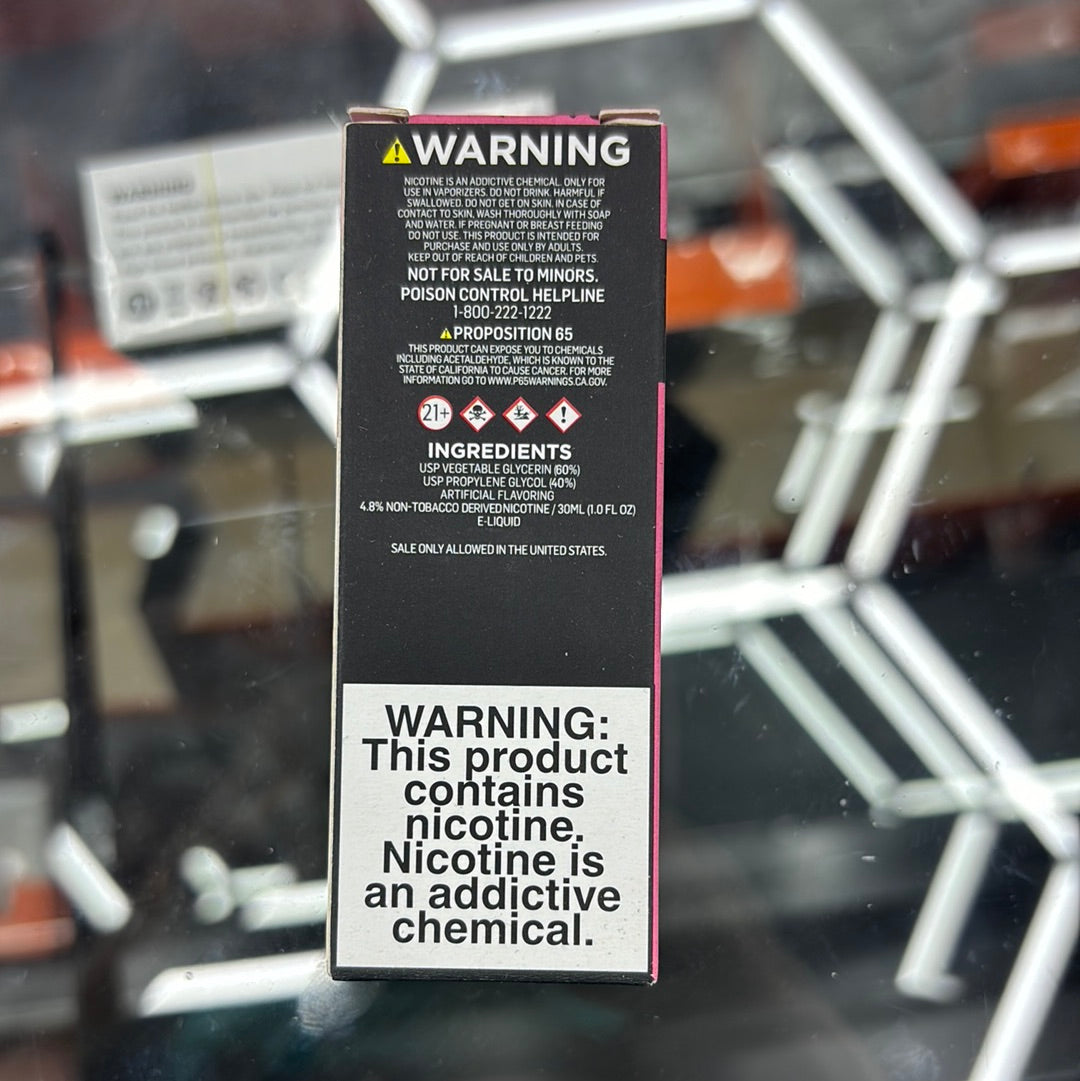 WARNING
NICOTINE IS AN ADDICTIVE CHEMICAL. ONLY FOR
USE IN VAPORIZERS. DO NOT DRINK. HARMFUL IF
SWALLOWED. DO NOT GET ON SKIN. IN CASE OF
CONTACT TO SKIN, WASH THOROUGHLY WITH SOAP
AND WATER. IF PREGNANT OR BREAST FEEDING
DO NOT USE. THIS PRODUCT IS INTENDED FOR
PURCHASE AND USE ONLY BY ADULTS.
KEEP OUT OF REACH OF CHILDREN AND PETS.
NOT FOR SALE TO MINORS.
POISON CONTROL HELPLINE
1-800-222-1222
PROPOSITION 65
THIS PRODUCT CAN EXPOSE YOU TO CHEMICALS
INCLUDING ACETALDEHYDE, WHICH IS KNOWN TO THE
STATE OF CALIFORNIA TO CAUSE CANCER. FOR MORE
INFORMATION GO TO WWW.P65WARNINGS.CA.GOV.
21+
INGREDIENTS
USP VEGETABLE GLYCERIN (60%)
USP PROPYLENE GLYCOL (40%)
ARTIFICIAL FLAVORING
4.8% NON-TOBACCO DERIVED NICOTINE / 30ML (1.0 FL OZ)
E-LIQUID
SALE ONLY ALLOWED IN THE UNITED STATES.
WARNING:
This product
contains
nicotine.
Nicotine is
an addictive
chemical.
WARNING